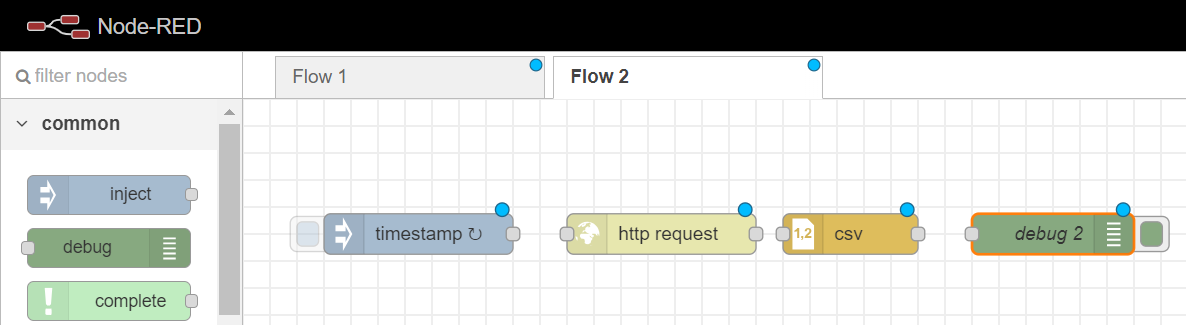 Node-RED
filter nodes
Flow 1
Flow 2
common
inject
debug
complete
timestamp ↻
http request
1,2
csv
debug 2